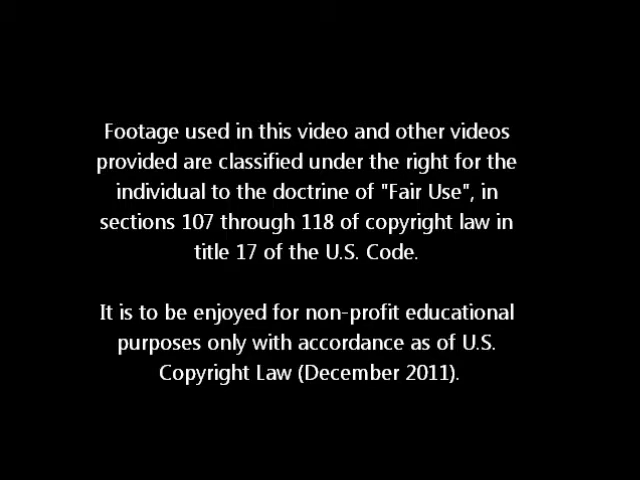 Footage used in this video and other videos
provided are classified under the right for the
individual to the doctrine of "Fair Use", in
sections 107 through 118 of copyright law in
title 17 of the U.S. Code.
It is to be enjoyed for non-profit educational
purposes only with accordance as of U.S.
Copyright Law (December 2011).